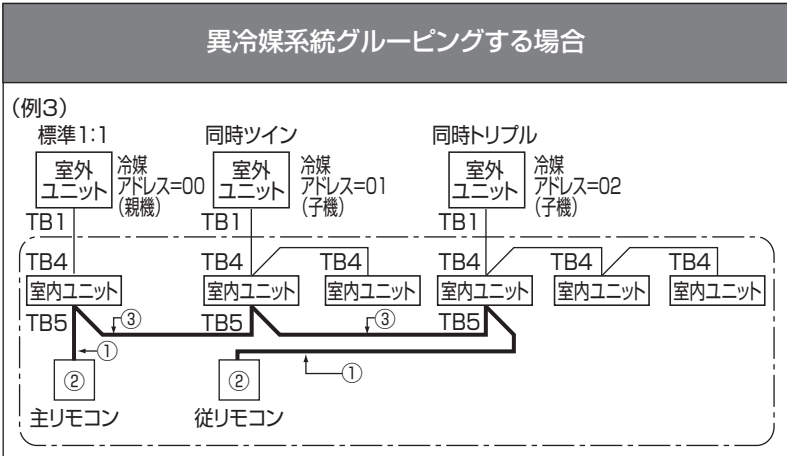 異冷媒系統グルーピングする場合
(例3)
標準1:1
同時ツイン
同時トリプル
室外
ユニット
冷媒
アドレス=00
(親機)
室外
ユニット
冷媒
アドレス=01
(子機)
室外
ユニット
冷媒
アドレス=02
(子機)
TB1
TB1
TB1
TB4
TB4
TB4
TB4
TB4
TB4
室内ユニット
室内ユニット
室内ユニット
室内ユニット
室内ユニット
室内ユニット
TB5
③
TB5
③
TB5
①
①
②
②
主リモコン
従リモコン